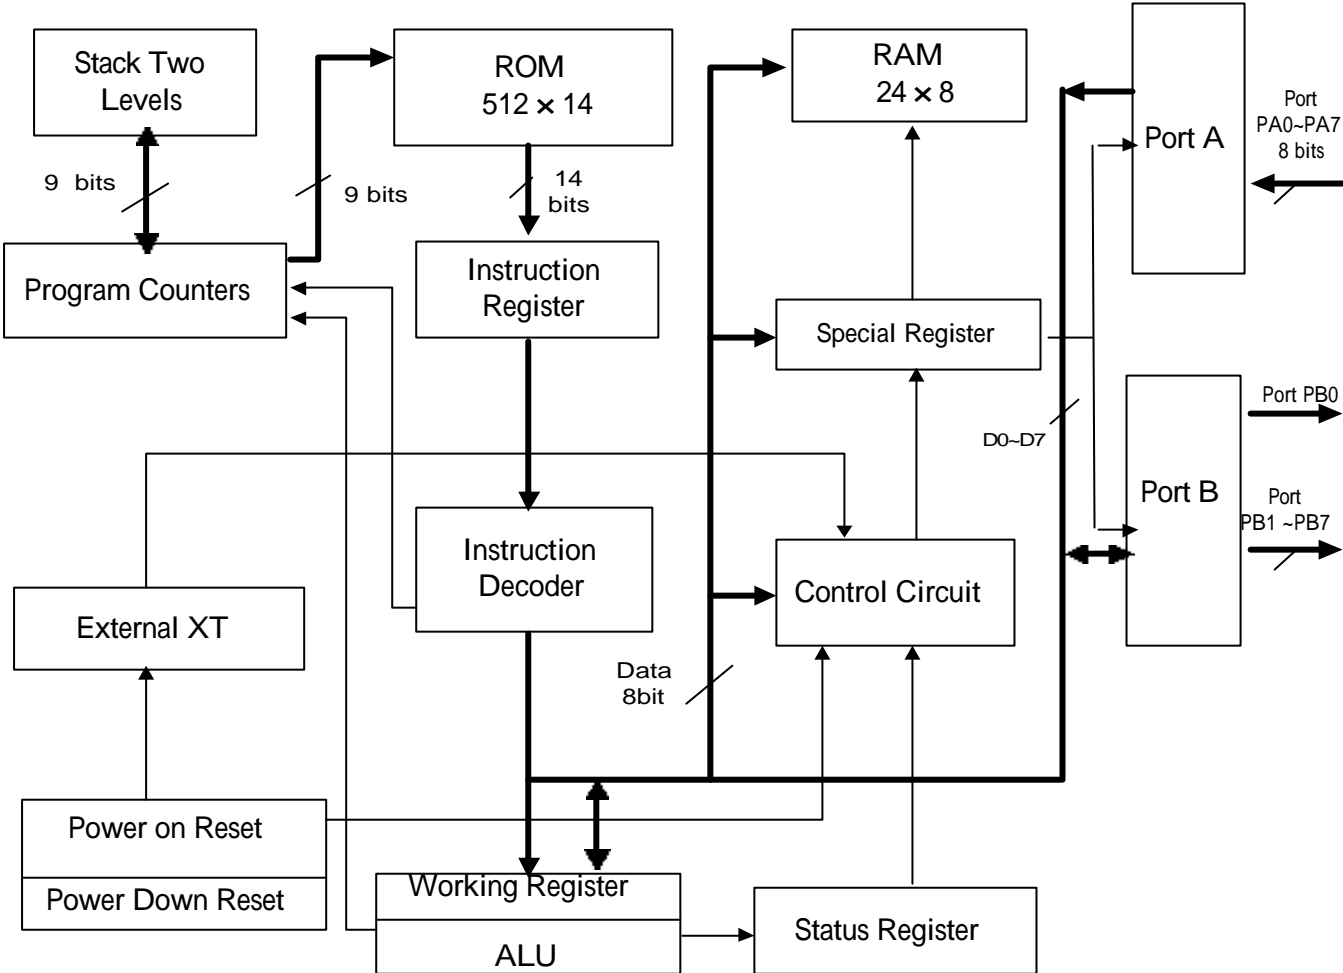 Stack Two
Levels
ROM
512 × 14
RAM
24 × 8
Port A
Port
PA0~PA7
8 bits
9 bits
9 bits
14
bits
Program Counters
Instruction
Register
Special Register
D0~D7
Port PB0
Port B
Port
PB1 ~PB7
Instruction
Decoder
Control Circuit
External XT
Data
8bit
Power on Reset
Power Down Reset
Working Register
ALU
Status Register